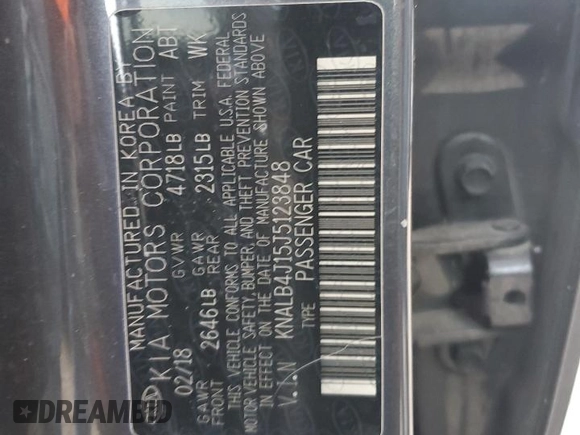 MANUFACTURED IN KOREA BY
KIA MOTORS CORPORATION
02/18 GVWR 4718LB PAINT ABT
GAWR FRONT 2646LB GAWR REAR 2315LB TRIM WK
THIS VEHICLE CONFORMS TO ALL APPLICABLE U.S.A. FEDERAL
MOTOR VEHICLE SAFETY, BUMPER, AND THEFT PREVENTION STANDARDS
IN EFFECT ON THE DATE OF MANUFACTURE SHOWN ABOVE
V.I.N KNALB4J15J5123848
TYPE PASSENGER CAR
DREAMBID